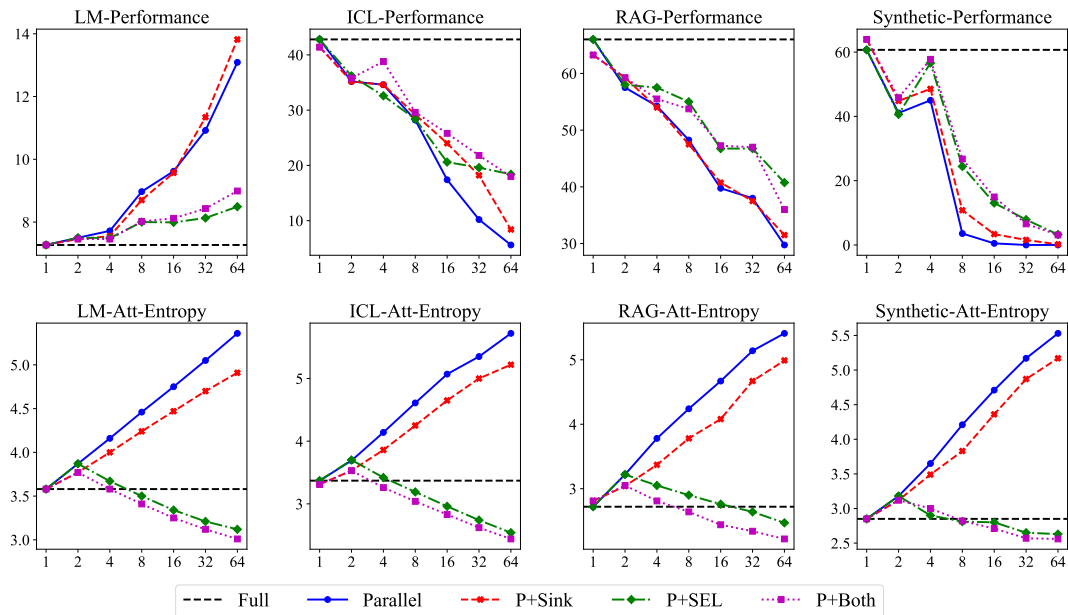 LM-Performance
ICL-Performance
RAG-Performance
Synthetic-Performance
14
12
10
8
1 2 4 8 16 32 64
40
30
20
10
1 2 4 8 16 32 64
60
50
40
30
1 2 4 8 16 32 64
60
40
20
0
1 2 4 8 16 32 64
LM-Att-Entropy
ICL-Att-Entropy
RAG-Att-Entropy
Synthetic-Att-Entropy
5.0
4.5
4.0
3.5
3.0
1 2 4 8 16 32 64
5
4
3
1 2 4 8 16 32 64
5
4
3
1 2 4 8 16 32 64
5.5
5.0
4.5
4.0
3.5
3.0
2.5
1 2 4 8 16 32 64
Full Parallel P+Sink P+SEL P+Both